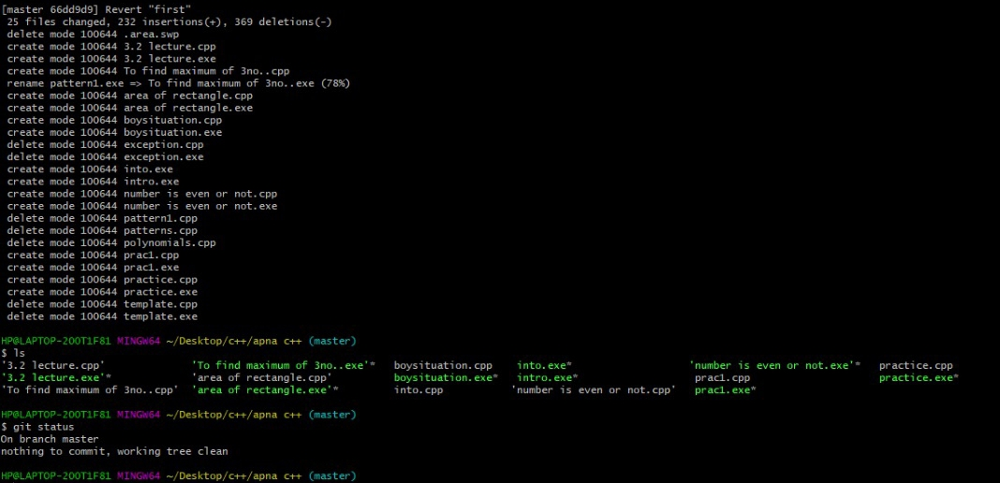 [master 66dd9d9] Revert "first"
 25 files changed, 232 insertions(+), 369 deletions(-)
 delete mode 100644 .area.swp
 create mode 100644 3.2 lecture.cpp
 create mode 100644 3.2 lecture.exe
 create mode 100644 To find maximum of 3no..cpp
 rename pattern1.exe => To find maximum of 3no..exe (78%)
 create mode 100644 area of rectangle.cpp
 create mode 100644 area of rectangle.exe
 create mode 100644 boysituation.cpp
 create mode 100644 boysituation.exe
 delete mode 100644 exception.cpp
 delete mode 100644 exception.exe
 create mode 100644 into.exe
 create mode 100644 intro.exe
 create mode 100644 number is even or not.cpp
 create mode 100644 number is even or not.exe
 delete mode 100644 pattern1.cpp
 delete mode 100644 patterns.cpp
 delete mode 100644 polynomials.cpp
 create mode 100644 prac1.cpp
 create mode 100644 prac1.exe
 create mode 100644 practice.cpp
 create mode 100644 practice.exe
 delete mode 100644 template.cpp
 delete mode 100644 template.exe
HP@LAPTOP-200T1F81 MINGW64 ~/Desktop/c++/apna c++ (master)
$ ls
'3.2 lecture.cpp' 'To find maximum of 3no..exe'* boysituation.cpp into.exe* 'number is even or not.exe'* practice.cpp
'3.2 lecture.exe'* 'area of rectangle.cpp' boysituation.exe* intro.exe* prac1.cpp practice.exe*
'To find maximum of 3no..cpp' 'area of rectangle.exe'* into.cpp 'number is even or not.cpp' prac1.exe*
HP@LAPTOP-200T1F81 MINGW64 ~/Desktop/c++/apna c++ (master)
$ git status
On branch master
nothing to commit, working tree clean
HP@LAPTOP-200T1F81 MINGW64 ~/Desktop/c++/apna c++ (master)